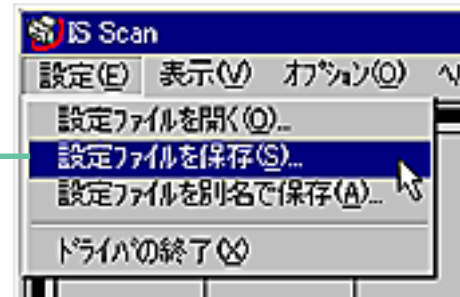 IS Scan
設定(E) 表示(V) ｵﾌﾟｼｮﾝ(O)
設定ﾌｧｲﾙを開く(O)...
設定ﾌｧｲﾙを保存(S)...
設定ﾌｧｲﾙを別名で保存(A)...
ﾄﾞﾗｲﾊﾞの終了(X)